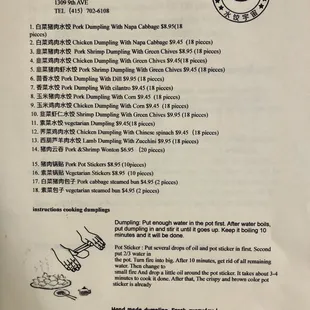 1309 9th AVE
TEL（415）702-6108
水饺宇宙
1. 白菜猪肉水饺 Pork Dumpling With Napa Cabbage $8.95(18
pieces)
2. 白菜鸡肉水饺 Chicken Dumpling With Napa Cabbage $9.45（18 pieces）
3. 韭菜猪肉水饺 Pork Dumpling With Green Chives $8.95 (18 pieces)
4. 韭菜鸡肉水饺 Chicken Dumpling With Green Chives $9.45(18pieces)
5. 韭菜猪肉虾水饺 Pork Shrimp Dumpling With Green Chives $9.45(18pieces)
6. 茴香水饺 Pork Dumpling With Dill $9.95 (18 pieces)
7. 香菜水饺 Pork Dumpling With cilantro $9.45 (18 pieces)
8. 玉米猪肉水饺 Pork Dumpling With Corn $9.45 (18 pieces)
9. 玉米鸡肉水饺 Chicken Dumpling With Corn $9.45 (18 pieces)
10. 韭菜虾仁水饺 Shrimp Dumpling With Green Chives $9.95 (18 pieces)
11. 素菜水饺 vegetarian Dumpling $9.45(18 pieces)
12. 荠菜鸡肉水饺 Chicken Dumpling With Chinese spinach $9.45（18 pieces)
13. 西葫芦羊肉水饺 Lamb Dumpling With Zucchini $9.95 (18 pieces)
14. 猪肉云吞 Pork &Shrimp Wonton $6.95 （20 pieces)
15. 猪肉锅贴 Pork Pot Stickers $8.95 (10pieces)
16. 素菜锅贴 Vegetarian Stickers $8.95 (10 pieces)
17. 白菜猪肉包子 Pork cabbage steamed bun $4.95 (2 pieces)
18. 素菜包子 vegetarian steamed bun $4.95 (2 pieces)
instructions cooking dumplings
Dumpling: Put enough water in the pot first. After water boils,
put dumpling in and stir it until it goes up. Keep it boiling 10
minutes and it will be done.
Pot Sticker : Put several drops of oil and pot sticker in first. Second
put 2/3 water in
the pot. Turn fire into big. After 10 minutes, get rid of all remaining
water. Then change to
small fire And drop a little oil around the pot sticker. It takes about 3-4
minutes to cook it done. After that, The crispy and brown color pot
sticker is already